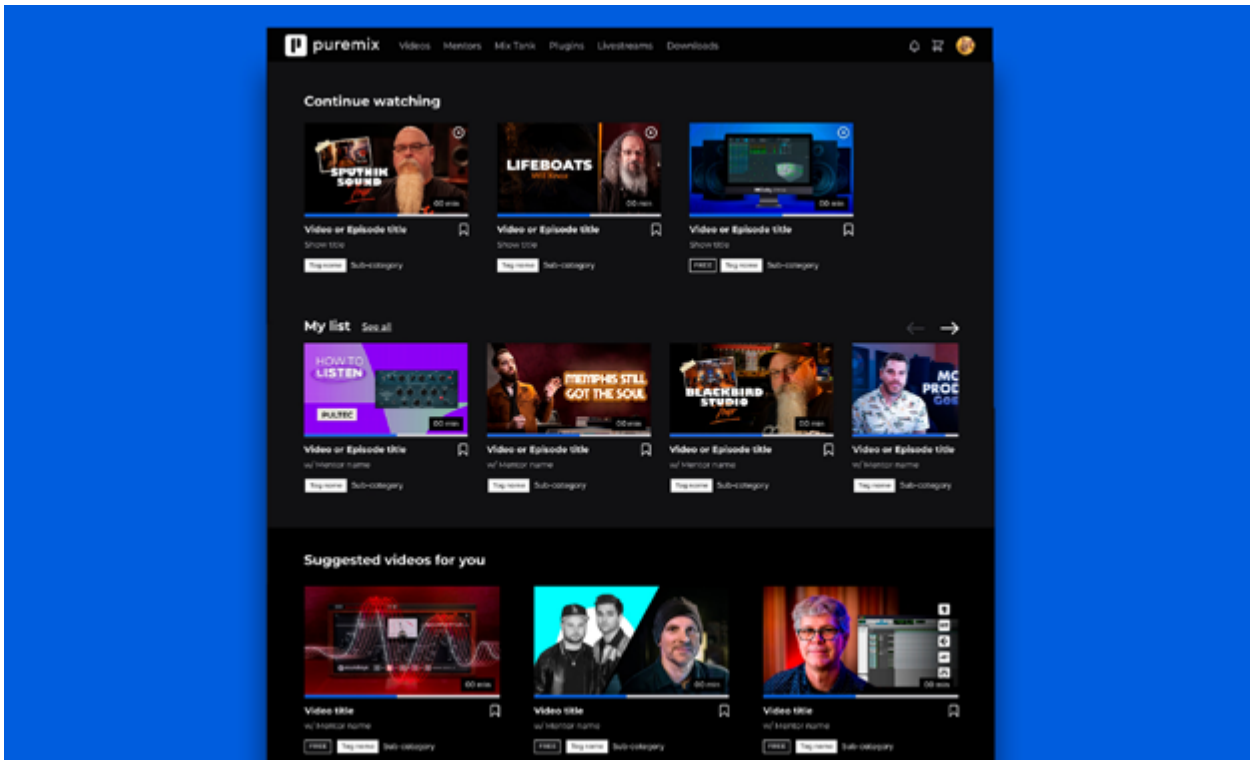 puremix Videos Mentors Mix Tank Plugins Livestreams Downloads
Continue watching
SPUTNIK
SOUND
00 min
LIFEBOATS
00 min
00 min
Video or Episode title
Show title
Tag name Sub-category
Video or Episode title
Show title
Tag name Sub-category
Video or Episode title
Show title
FREE Tag name Sub-category
My list See all
HOW TO
LISTEN
PULTEC
00 min
MEMPHIS STILL
GOT THE SOUL
00 min
BLACKBIRD
STUDIO
00 min
MO
PROD
GOE
Video or Episode title
w/ Mentor name
Tag name Sub-category
Video or Episode title
w/ Mentor name
Tag name Sub-category
Video or Episode title
w/ Mentor name
Tag name Sub-category
Video or Episode title
w/ Mentor name
Tag name Sub-category
Suggested videos for you
00 min
00 min
00 min
Video title
w/ Mentor name
FREE Tag name Sub-category
Video title
w/ Mentor name
FREE Tag name Sub-category
Video title
w/ Mentor name
FREE Tag name Sub-category